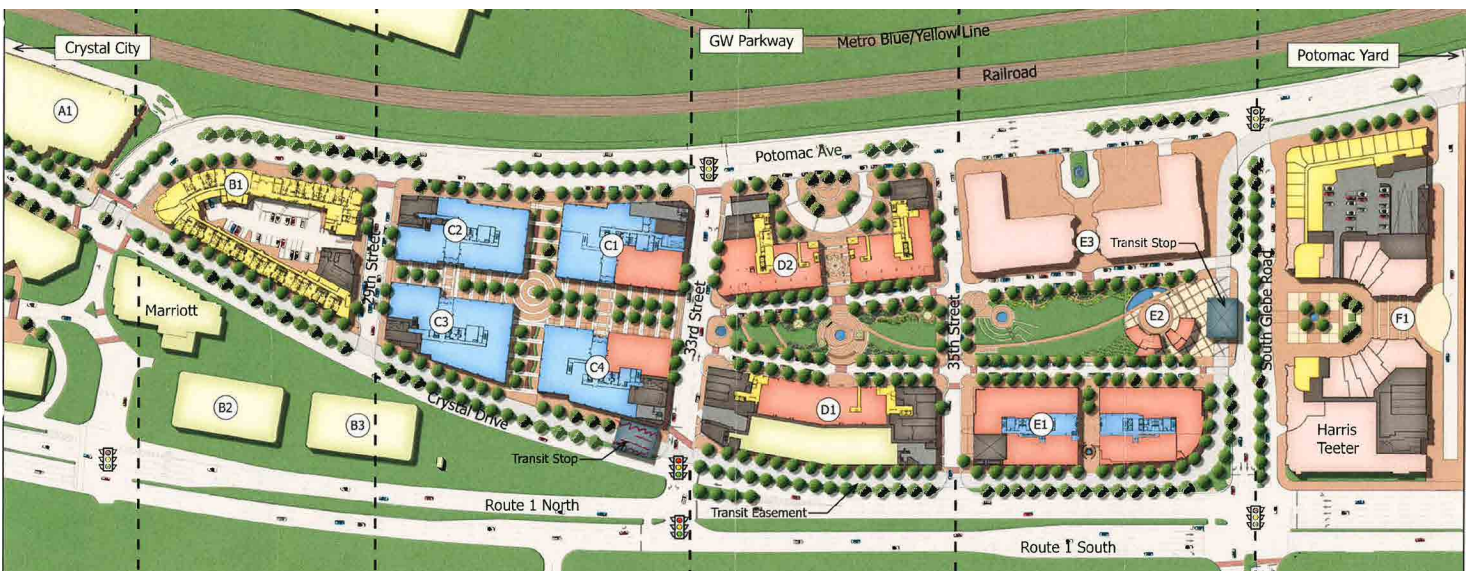 Crystal City
GW Parkway
Metro Blue/Yellow Line
Railroad
Potomac Yard
A1
Potomac Ave
B1
C2
C1
D2
E3
Transit Stop
29th Street
33rd Street
35th Street
South Glebe Road
Marriott
C3
C4
E2
F1
B2
B3
Crystal Drive
D1
E1
Harris
Teeter
Transit Stop
Route 1 North
Transit Easement
Route 1 South